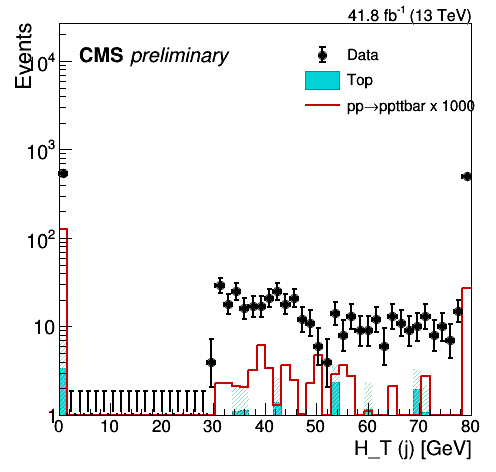 41.8 fb⁻¹ (13 TeV)
Events
CMS preliminary
Data
Top
pp→ppttbar x 1000
10⁴
10³
10²
10
1
0 10 20 30 40 50 60 70 80
H_T (j) [GeV]